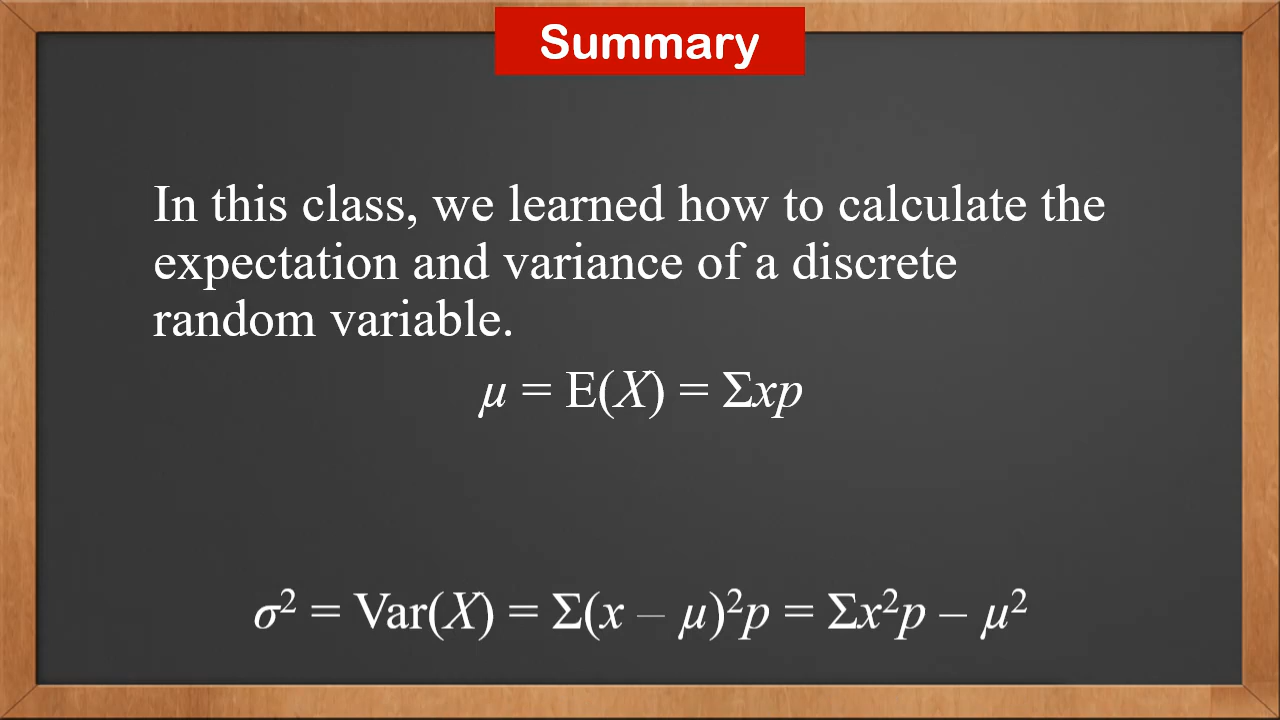 Summary
In this class, we learned how to calculate the
expectation and variance of a discrete
random variable.
μ = E(X) = Σxp
σ² = Var(X) = Σ(x – μ)²p = Σx²p – μ²